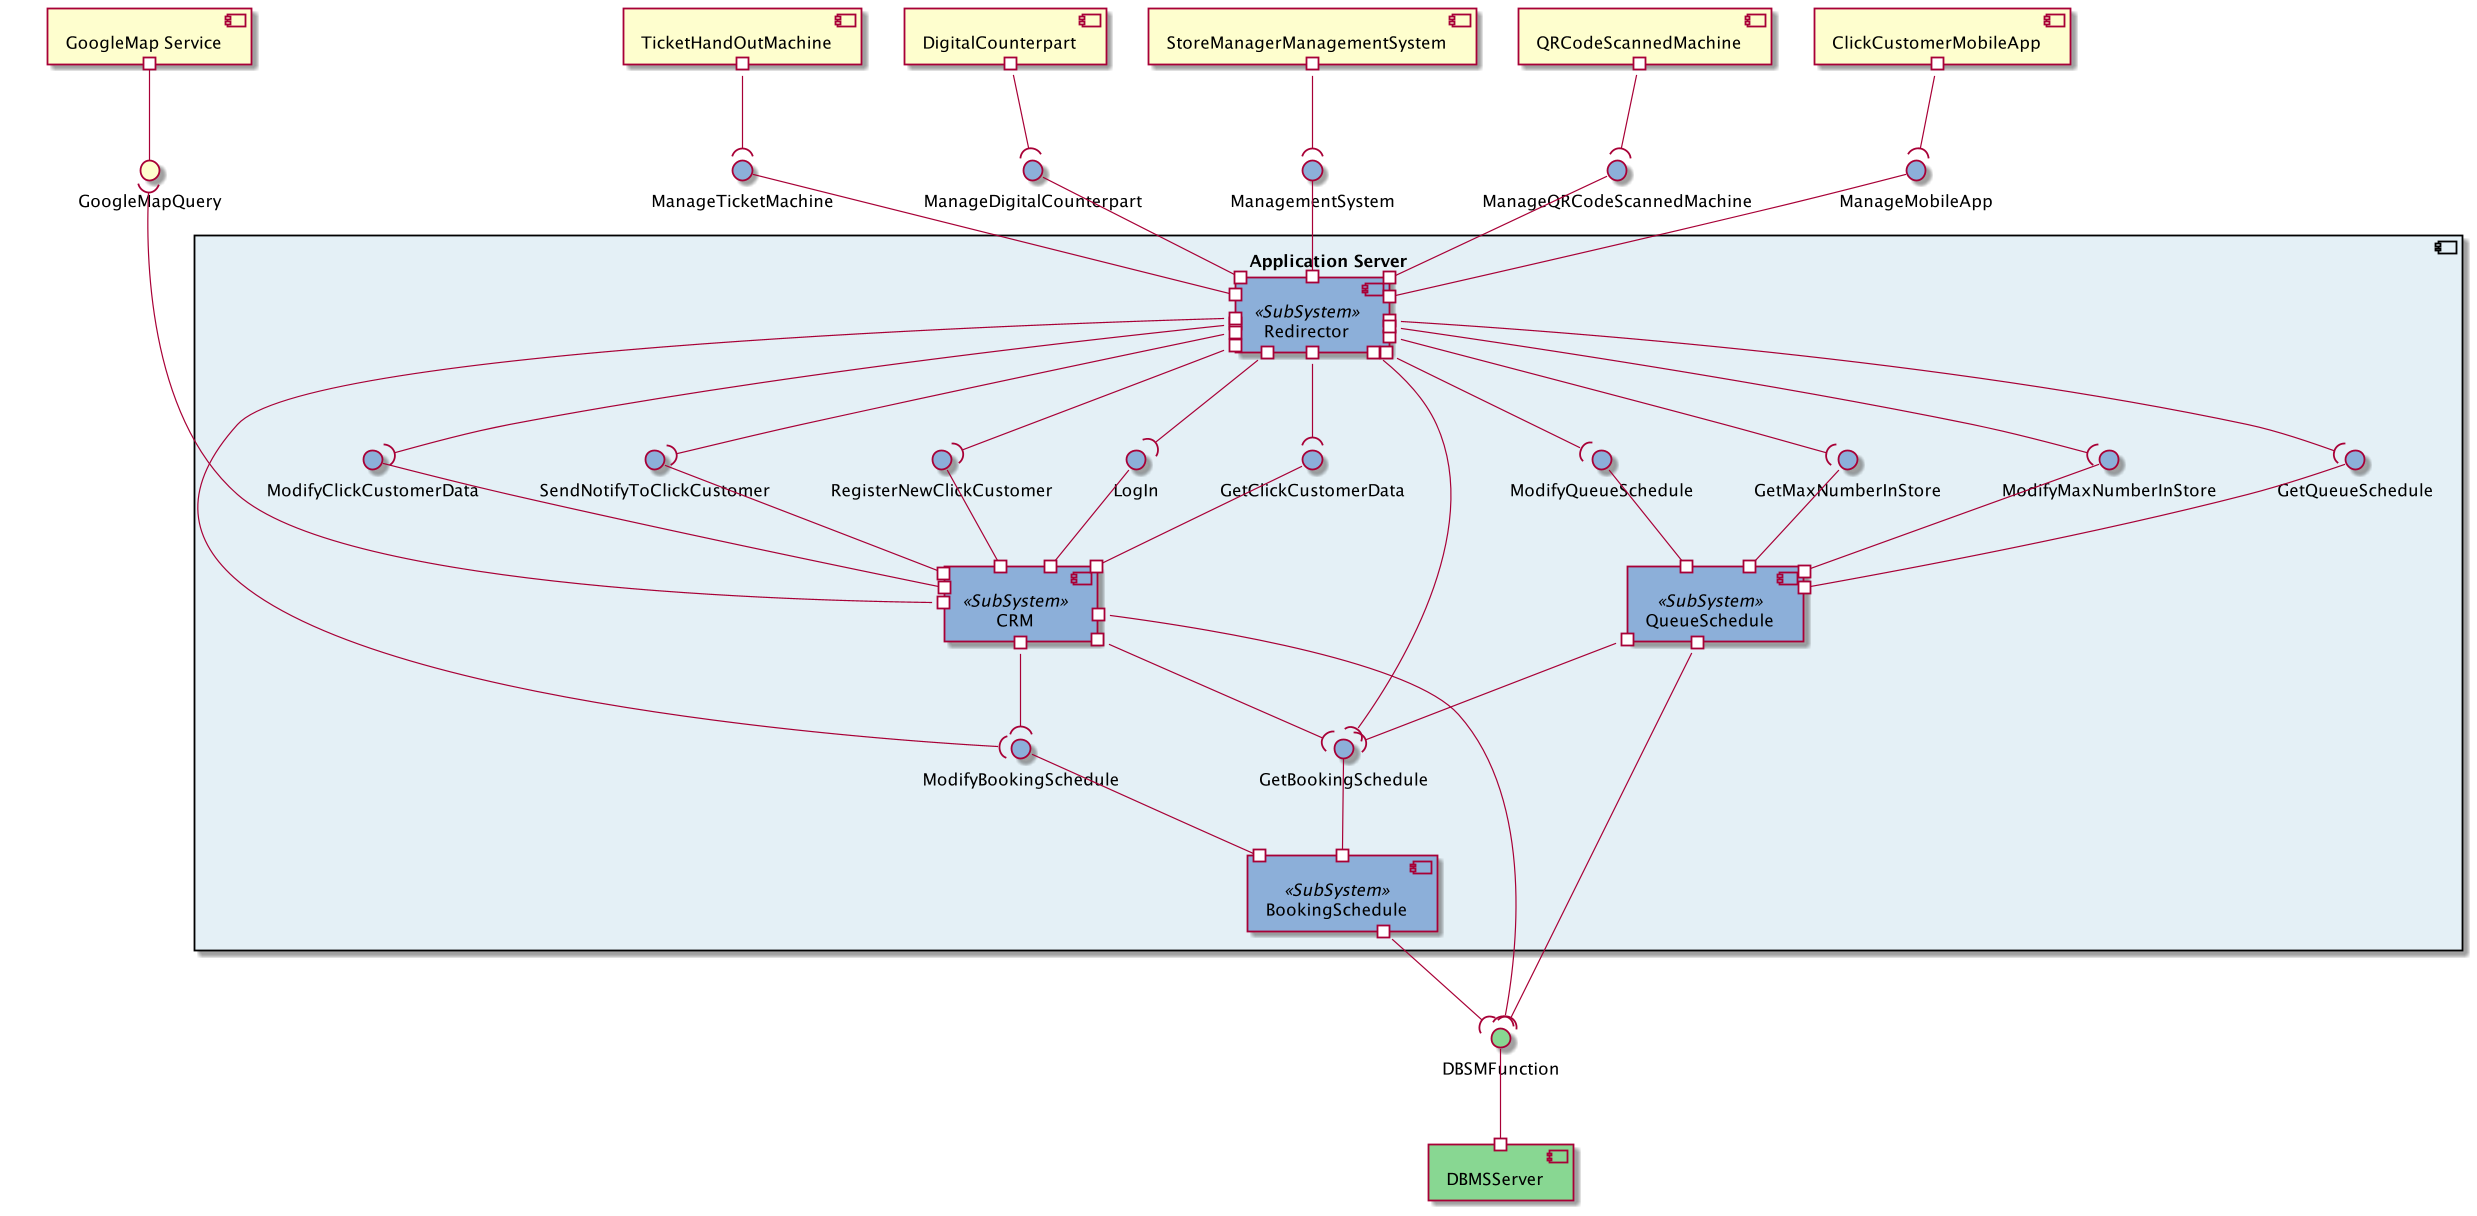 GoogleMap Service
TicketHandOutMachine
DigitalCounterpart
StoreManagerManagementSystem
QRCodeScannedMachine
ClickCustomerMobileApp
GoogleMapQuery
ManageTicketMachine
ManageDigitalCounterpart
ManagementSystem
ManageQRCodeScannedMachine
ManageMobileApp
Application Server
«SubSystem»
Redirector
ModifyClickCustomerData
SendNotifyToClickCustomer
RegisterNewClickCustomer
LogIn
GetClickCustomerData
ModifyQueueSchedule
GetMaxNumberInStore
ModifyMaxNumberInStore
GetQueueSchedule
«SubSystem»
CRM
«SubSystem»
QueueSchedule
ModifyBookingSchedule
GetBookingSchedule
«SubSystem»
BookingSchedule
DBSMFunction
DBMSServer